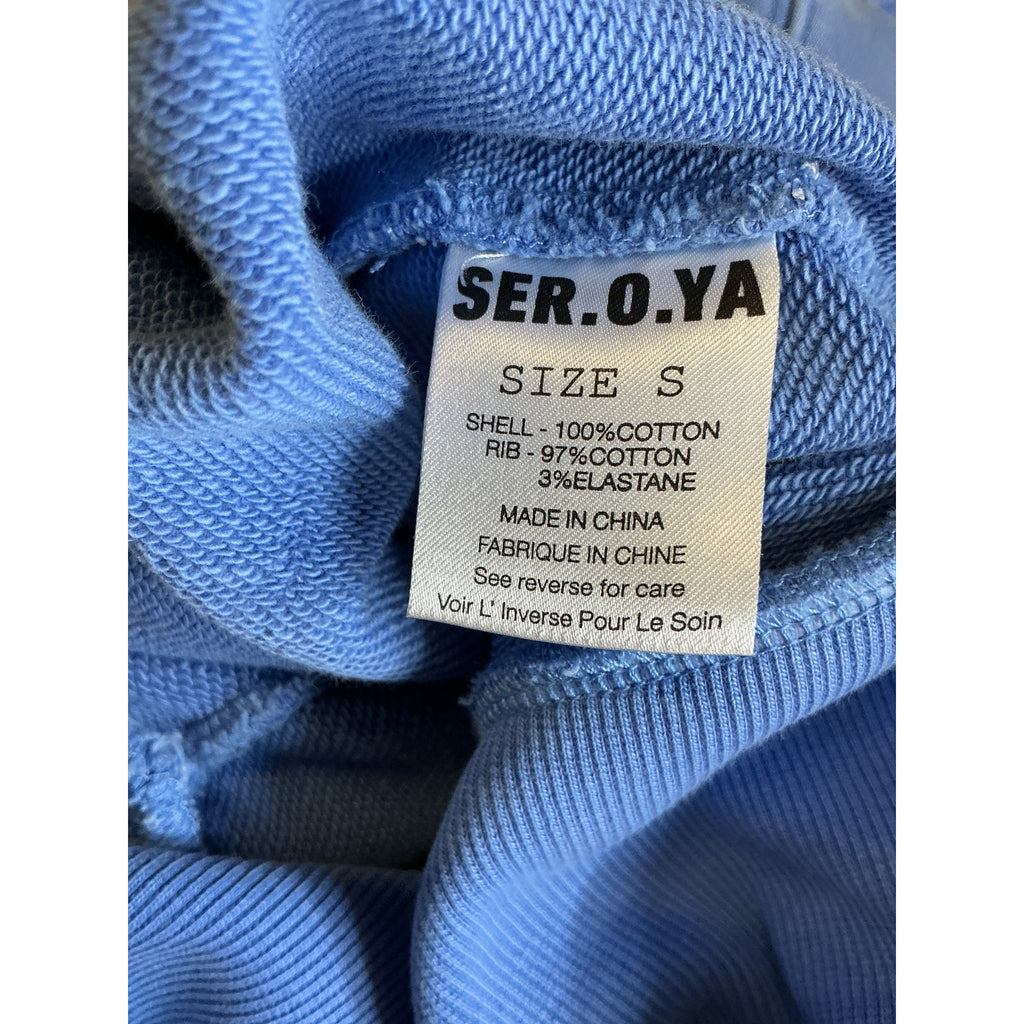 SER.O.YA
SIZE S
SHELL - 100%COTTON
RIB - 97%COTTON
3%ELASTANE
MADE IN CHINA
FABRIQUE IN CHINE
See reverse for care
Voir L' Inverse Pour Le Soin